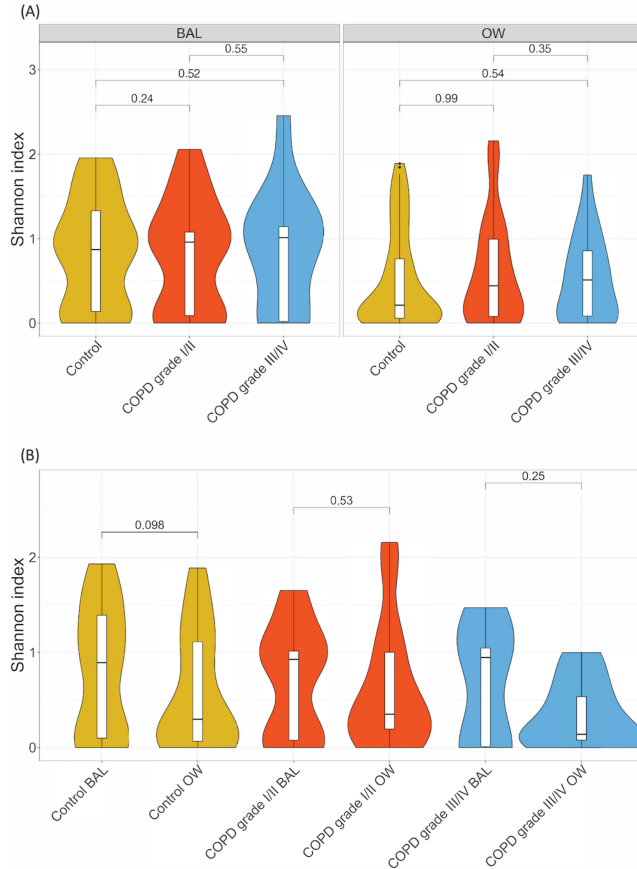 (A)
BAL OW
0.55 0.35
3
0.52 0.54
0.24 0.99
2
1
0
Shannon index
Control COPD grade I/II COPD grade III/IV Control COPD grade I/II COPD grade III/IV
(B)
0.25
0.53
0.098
2
1
0
Shannon index
Control BAL Control OW COPD grade I/II BAL COPD grade I/II OW COPD grade III/IV BAL COPD grade III/IV OW